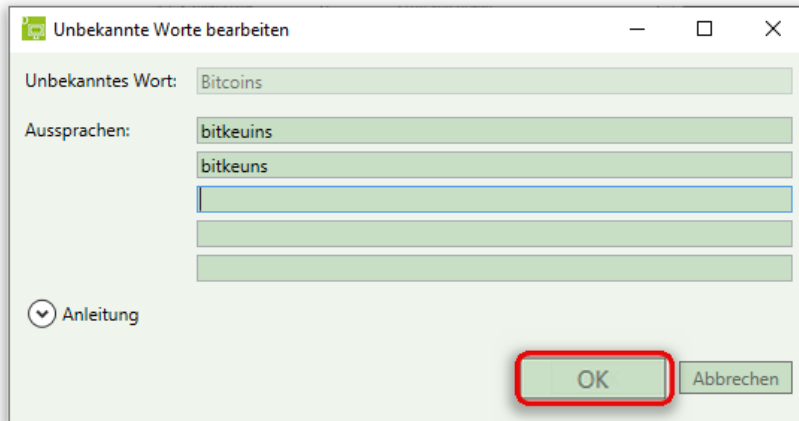 Unbekannte Worte bearbeiten
Unbekanntes Wort: Bitcoins
Aussprachen: bitkeuins
bitkeuns
Anleitung
OK Abbrechen